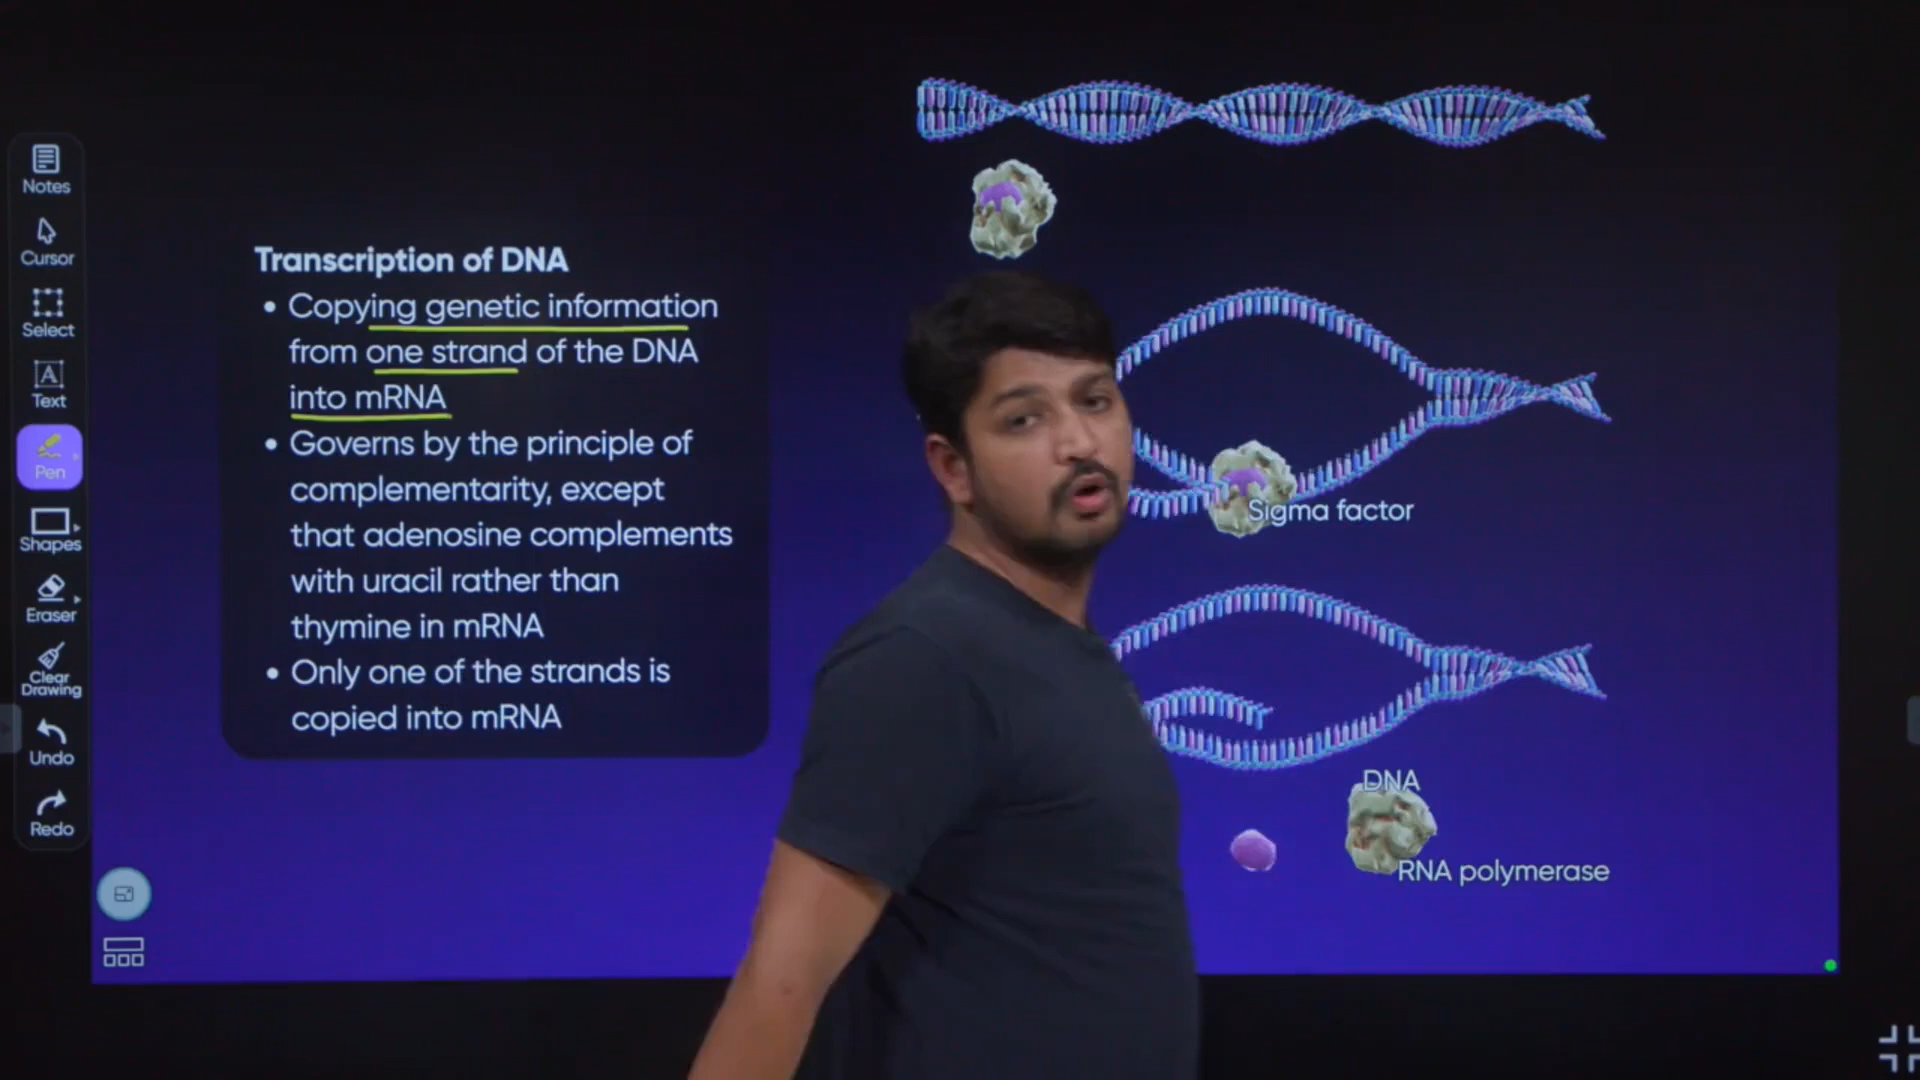 Notes
Cursor
Select
Text
Pen
Shapes
Eraser
Clear
Drawing
Undo
Redo
Transcription of DNA
• Copying genetic information
from one strand of the DNA
into mRNA
• Governs by the principle of
complementarity, except
that adenosine complements
with uracil rather than
thymine in mRNA
• Only one of the strands is
copied into mRNA
Sigma factor
DNA
RNA polymerase